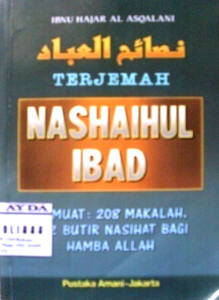 IBNU HAJAR AL ASQALANI
نصائح العباد
TERJEMAH
NASHAIHUL
IBAD
AYDA
MUAT : 208 MAKALAH.
BUTIR NASIHAT BAGI
HAMBA ALLAH
Pustaka Amani-Jakarta